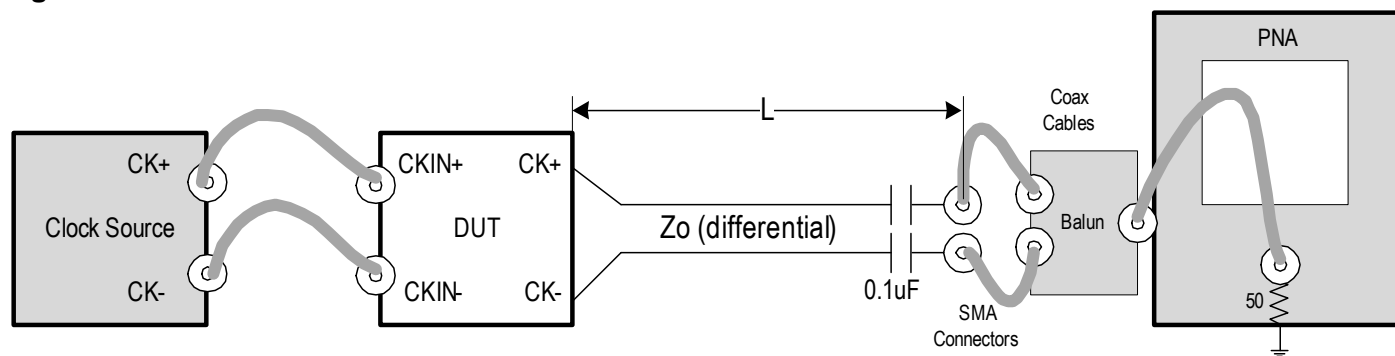 PNA
L
Coax
Cables
CK+
CKIN+
CK+
Clock Source
DUT
Zo (differential)
Balun
CK-
CKIN-
CK-
0.1uF
50
SMA
Connectors